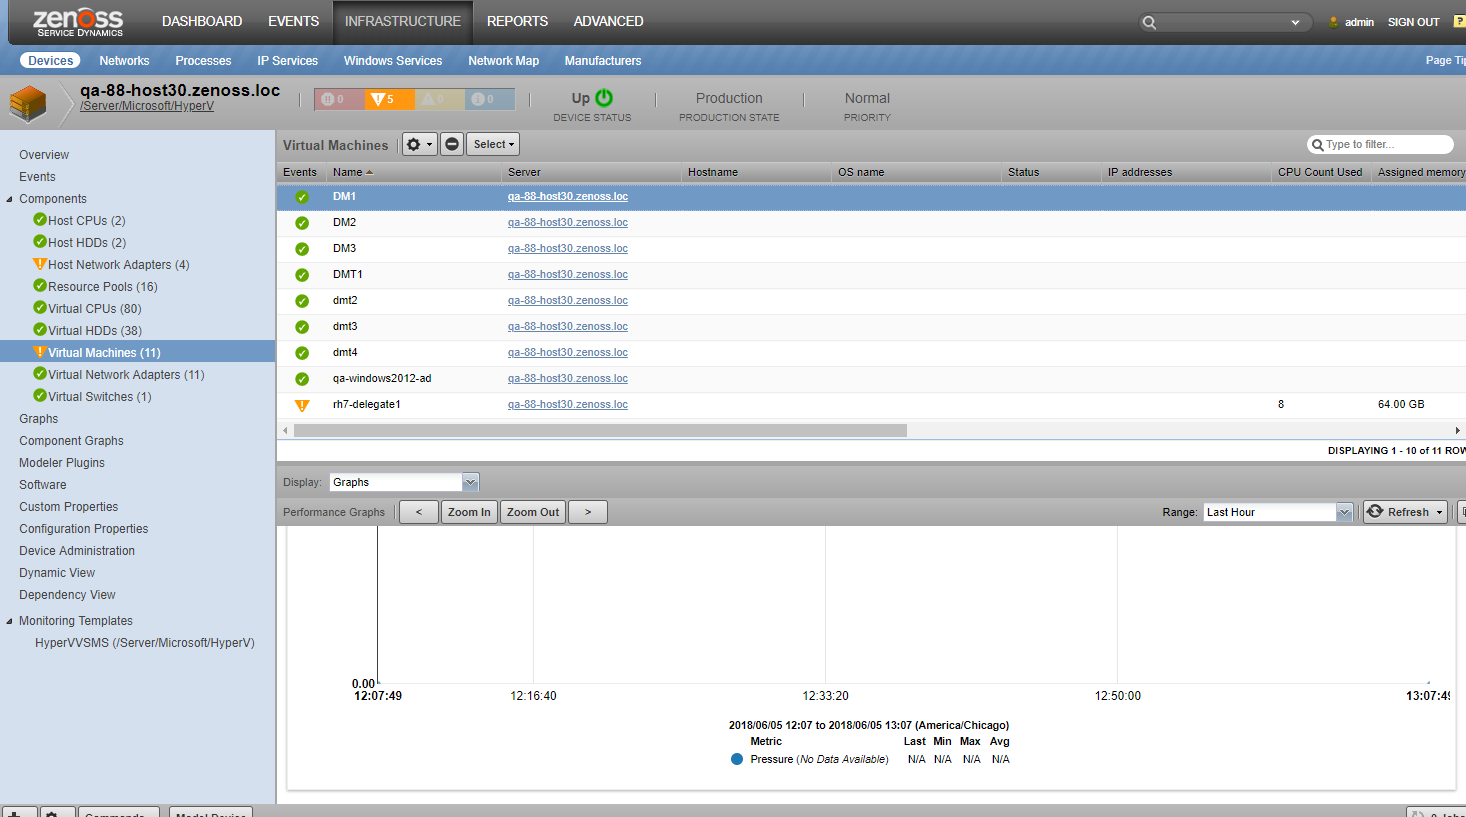 zenoss
SERVICE DYNAMICS
DASHBOARD EVENTS INFRASTRUCTURE REPORTS ADVANCED
admin SIGN OUT ?
Devices Networks Processes IP Services Windows Services Network Map Manufacturers
Page Tip
qa-88-host30.zenoss.loc
/Server/Microsoft/HyperV
0 5 0 0
Up Production Normal
DEVICE STATUS PRODUCTION STATE PRIORITY
Overview
Events
Components
Host CPUs (2)
Host HDDs (2)
Host Network Adapters (4)
Resource Pools (16)
Virtual CPUs (80)
Virtual HDDs (38)
Virtual Machines (11)
Virtual Network Adapters (11)
Virtual Switches (1)
Graphs
Component Graphs
Modeler Plugins
Software
Custom Properties
Configuration Properties
Device Administration
Dynamic View
Dependency View
Monitoring Templates
HyperVVSMS (/Server/Microsoft/HyperV)
Virtual Machines Select Type to filter...
Events Name Server Hostname OS name Status IP addresses CPU Count Used Assigned memory
DM1 qa-88-host30.zenoss.loc
DM2 qa-88-host30.zenoss.loc
DM3 qa-88-host30.zenoss.loc
DMT1 qa-88-host30.zenoss.loc
dmt2 qa-88-host30.zenoss.loc
dmt3 qa-88-host30.zenoss.loc
dmt4 qa-88-host30.zenoss.loc
qa-windows2012-ad qa-88-host30.zenoss.loc
rh7-delegate1 qa-88-host30.zenoss.loc 8 64.00 GB
DISPLAYING 1 - 10 of 11 ROW
Display: Graphs
Performance Graphs < Zoom In Zoom Out > Range: Last Hour Refresh
0.00
12:07:49 12:16:40 12:33:20 12:50:00 13:07:49
2018/06/05 12:07 to 2018/06/05 13:07 (America/Chicago)
Metric Last Min Max Avg
Pressure (No Data Available) N/A N/A N/A N/A
Commands Model Device 0 Jobs